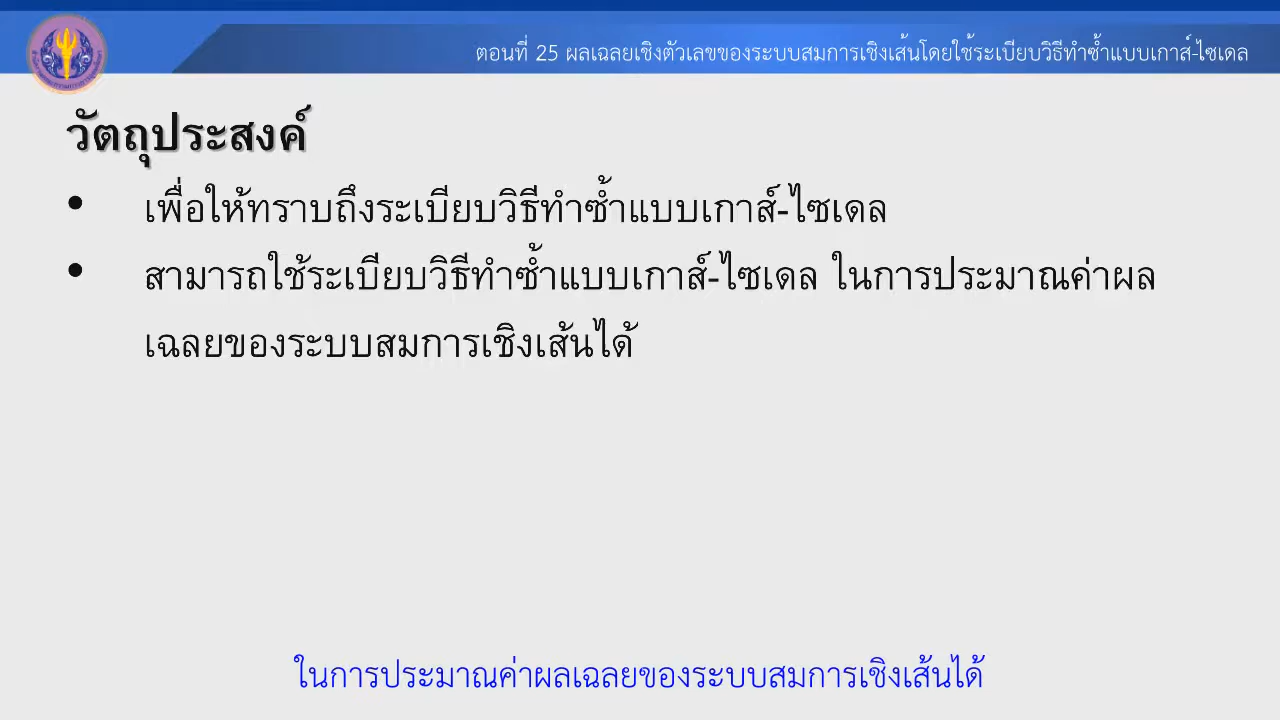 ตอนที่ 25 ผลเฉลยเชิงตัวเลขของระบบสมการเชิงเส้นโดยใช้ระเบียบวิธีทำซ้ำแบบเกาส์-ไซเดล
วัตถุประสงค์
• เพื่อให้ทราบถึงระเบียบวิธีทำซ้ำแบบเกาส์-ไซเดล
• สามารถใช้ระเบียบวิธีทำซ้ำแบบเกาส์-ไซเดล ในการประมาณค่าผล
เฉลยของระบบสมการเชิงเส้นได้
ในการประมาณค่าผลเฉลยของระบบสมการเชิงเส้นได้